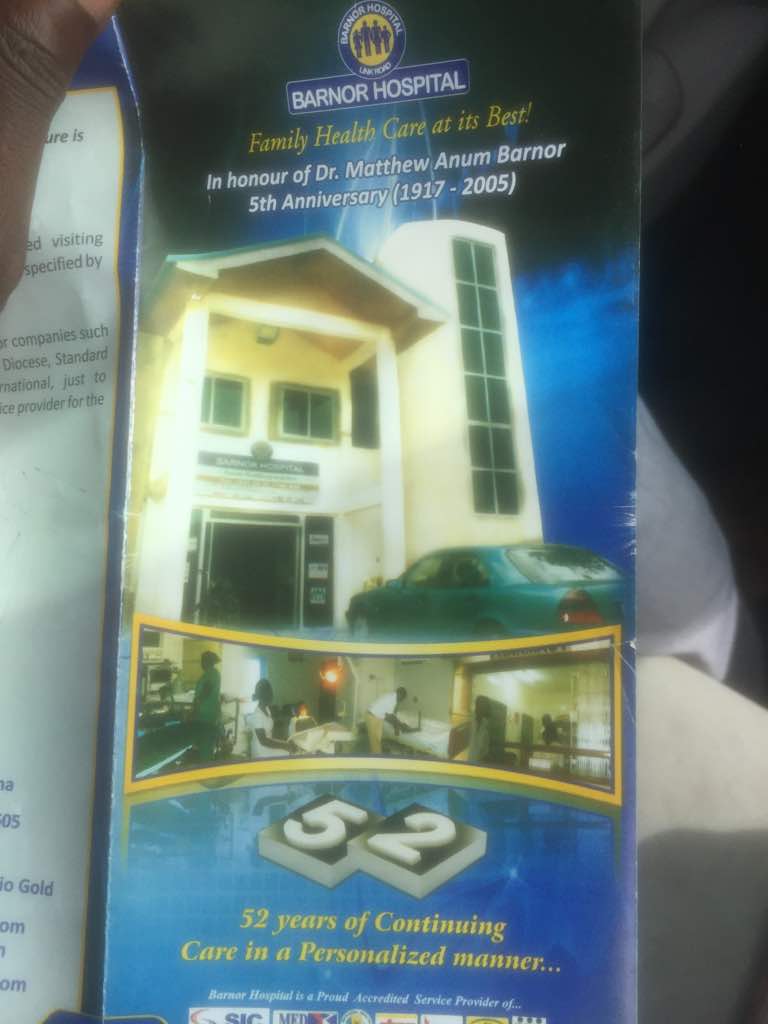 BARNOR HOSPITAL
LINK ROAD
BARNOR HOSPITAL
Family Health Care at its Best!
In honour of Dr. Matthew Anum Barnor
5th Anniversary (1917 - 2005)
ure is
ed visiting
specified by
or companies such
Diocese, Standard
rnational, just to
ice provider for the
BARNOR HOSPITAL
52
na
505
io Gold
om
m
om
52 years of Continuing
Care in a Personalized manner...
Barnor Hospital is a Proud Accredited Service Provider of...
SIC MED X